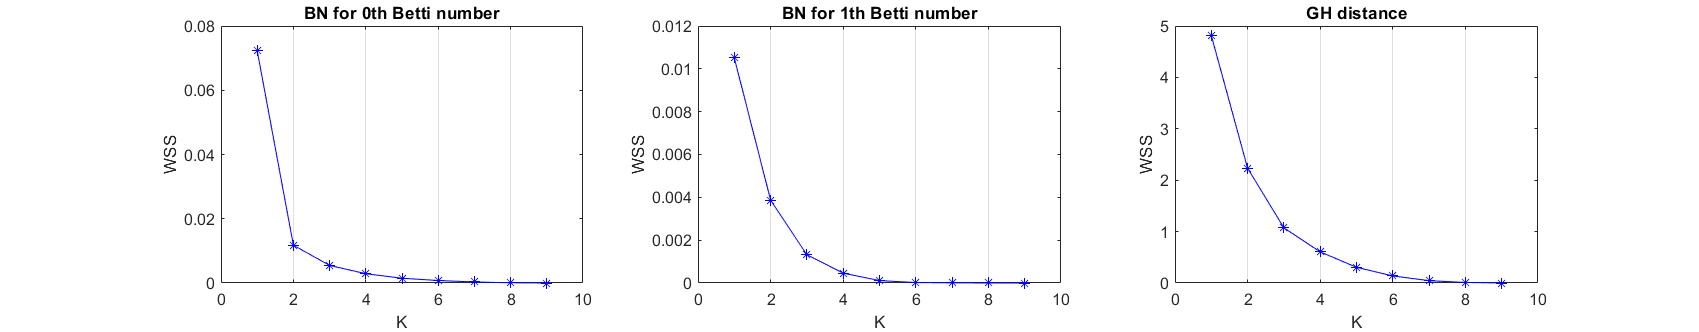 BN for 0th Betti number
0.08
0.06
0.04
0.02
0
WSS
0 2 4 6 8 10
K
BN for 1th Betti number
0.012
0.01
0.008
0.006
0.004
0.002
0
WSS
0 2 4 6 8 10
K
GH distance
5
4
3
2
1
0
WSS
0 2 4 6 8 10
K